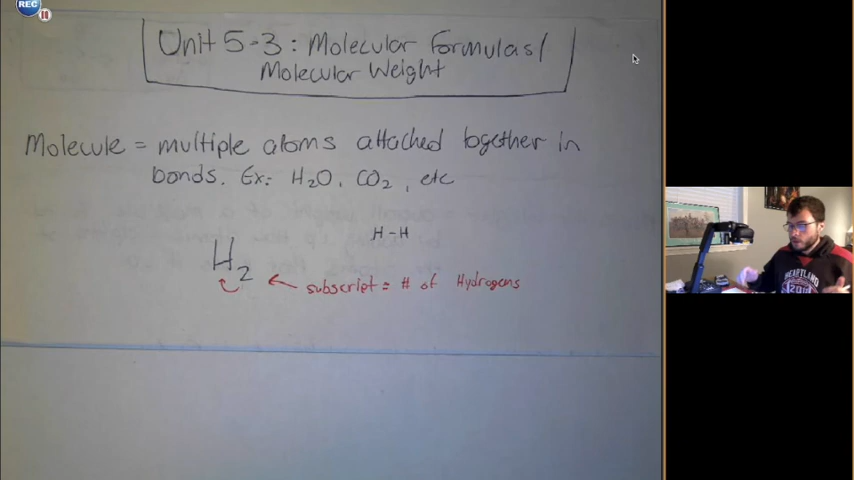 REC
Unit 5-3: Molecular Formulas/
Molecular Weight
Molecule = multiple atoms attached together in
bonds. Ex: H₂O, CO₂, etc
H-H
H₂
subscript = # of Hydrogens
HEARTLAND